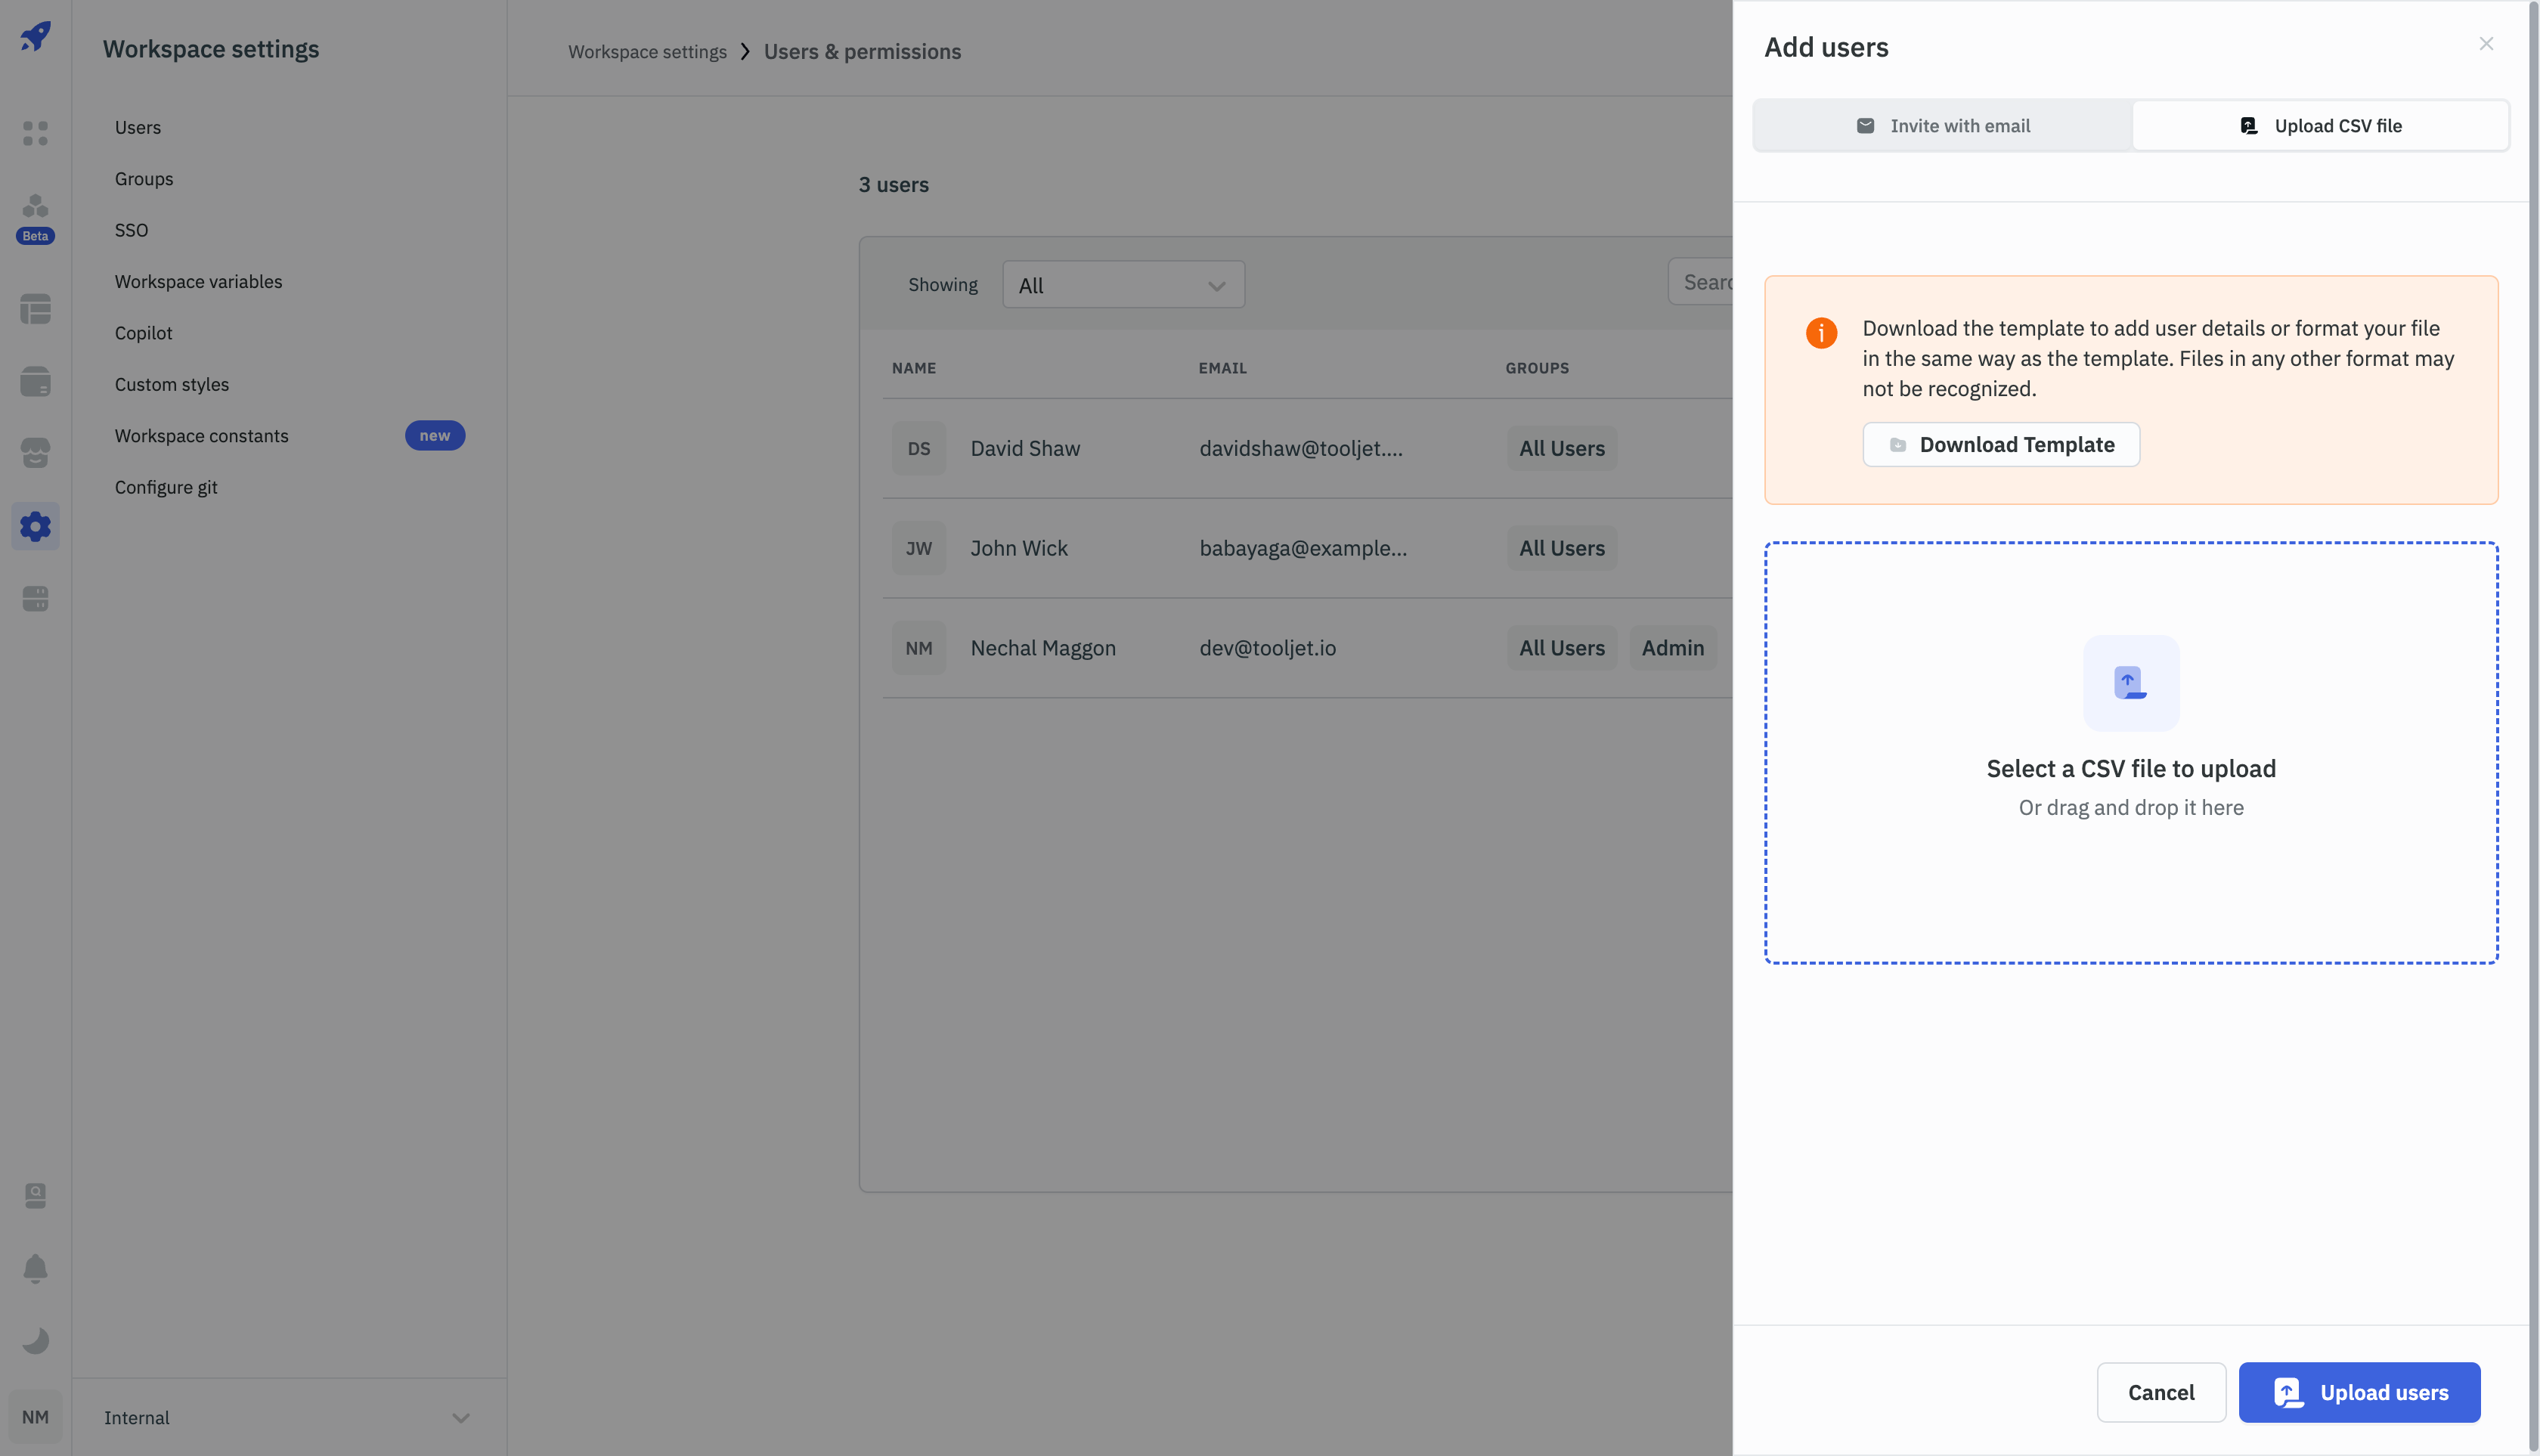 Workspace settings
Users
Groups
SSO
Workspace variables
Copilot
Custom styles
Workspace constants
new
Configure git
Beta
NM
Internal
Workspace settings
Users & permissions
3 users
Showing
All
Sear
NAME
EMAIL
GROUPS
DS
David Shaw
davidshaw@tooljet....
All Users
JW
John Wick
babayaga@example...
All Users
NM
Nechal Maggon
dev@tooljet.io
All Users
Admin
Add users
Invite with email
Upload CSV file
Download the template to add user details or format your file
in the same way as the template. Files in any other format may
not be recognized.
Download Template
Select a CSV file to upload
Or drag and drop it here
Cancel
Upload users